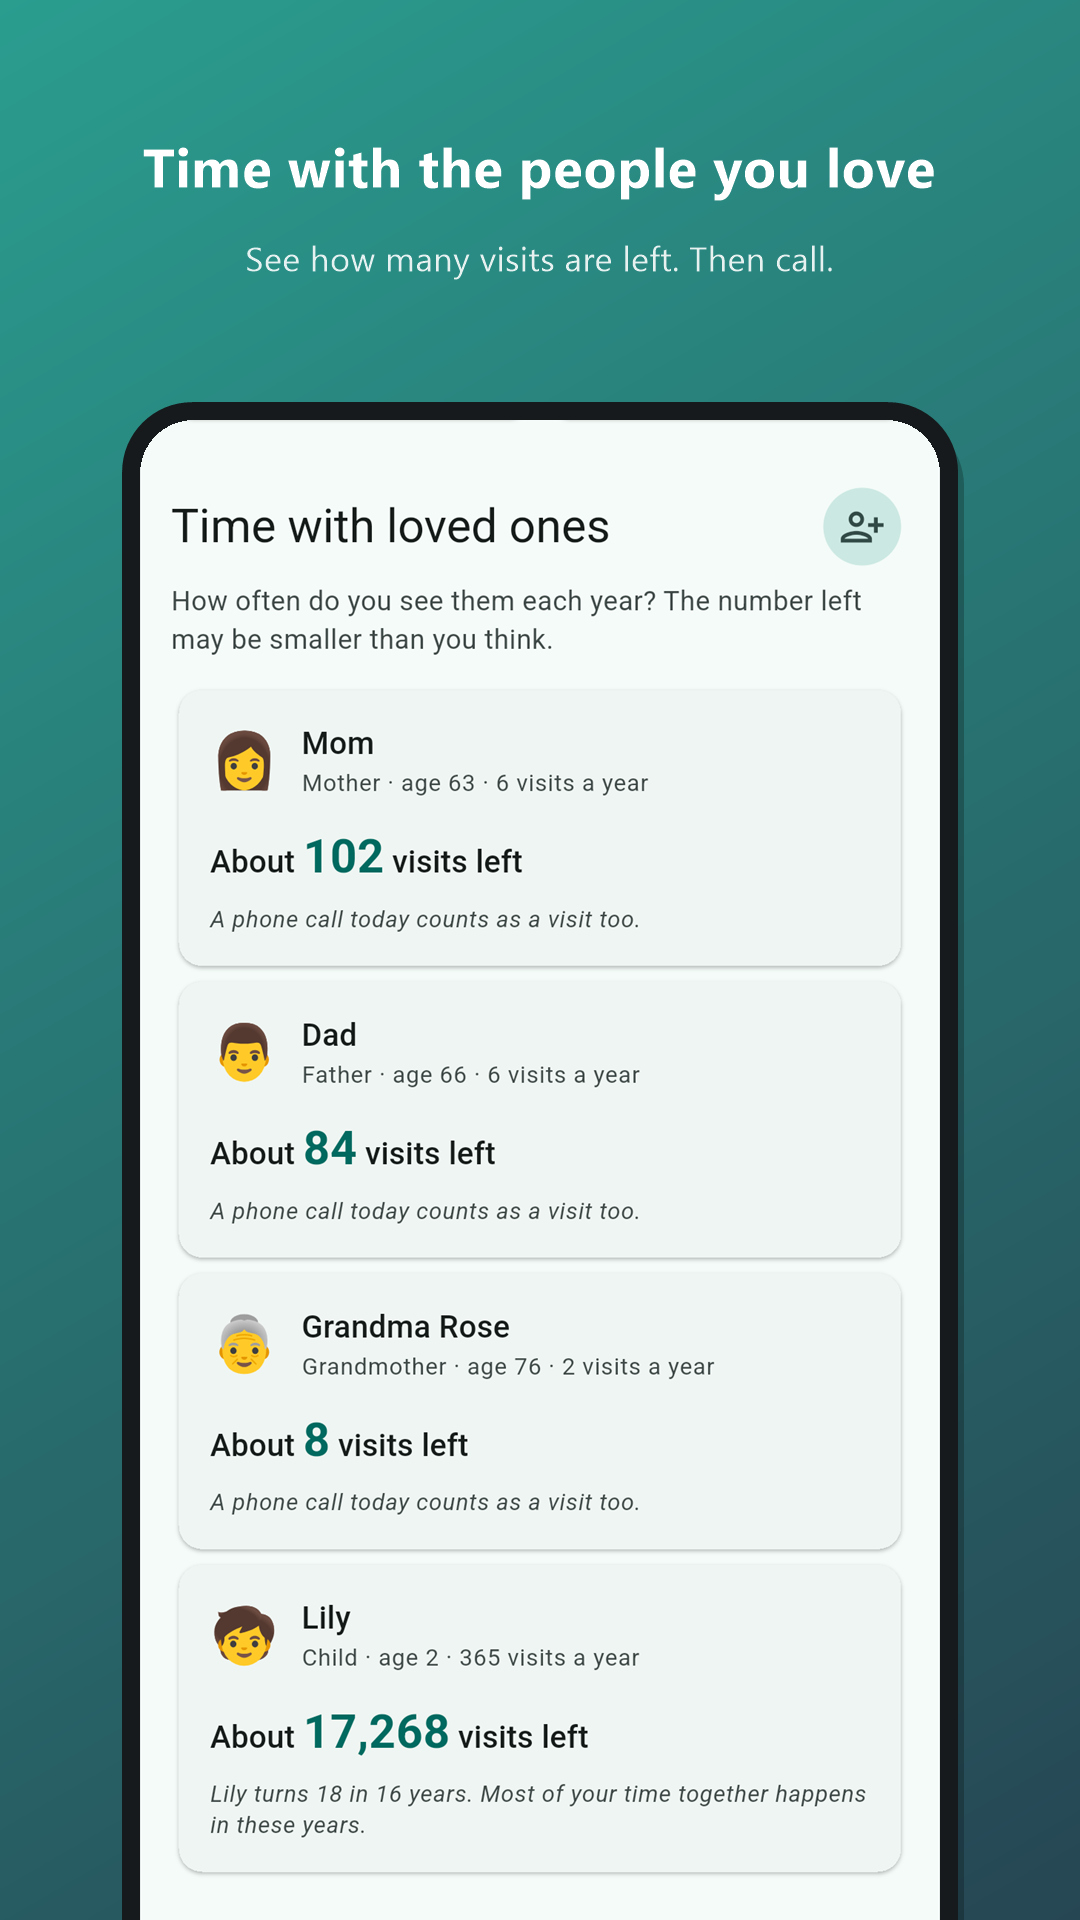 Time with the people you love
See how many visits are left. Then call.
Time with loved ones
How often do you see them each year? The number left
may be smaller than you think.
Mom
Mother · age 63 · 6 visits a year
About 102 visits left
A phone call today counts as a visit too.
Dad
Father · age 66 · 6 visits a year
About 84 visits left
A phone call today counts as a visit too.
Grandma Rose
Grandmother · age 76 · 2 visits a year
About 8 visits left
A phone call today counts as a visit too.
Lily
Child · age 2 · 365 visits a year
About 17,268 visits left
Lily turns 18 in 16 years. Most of your time together happens
in these years.